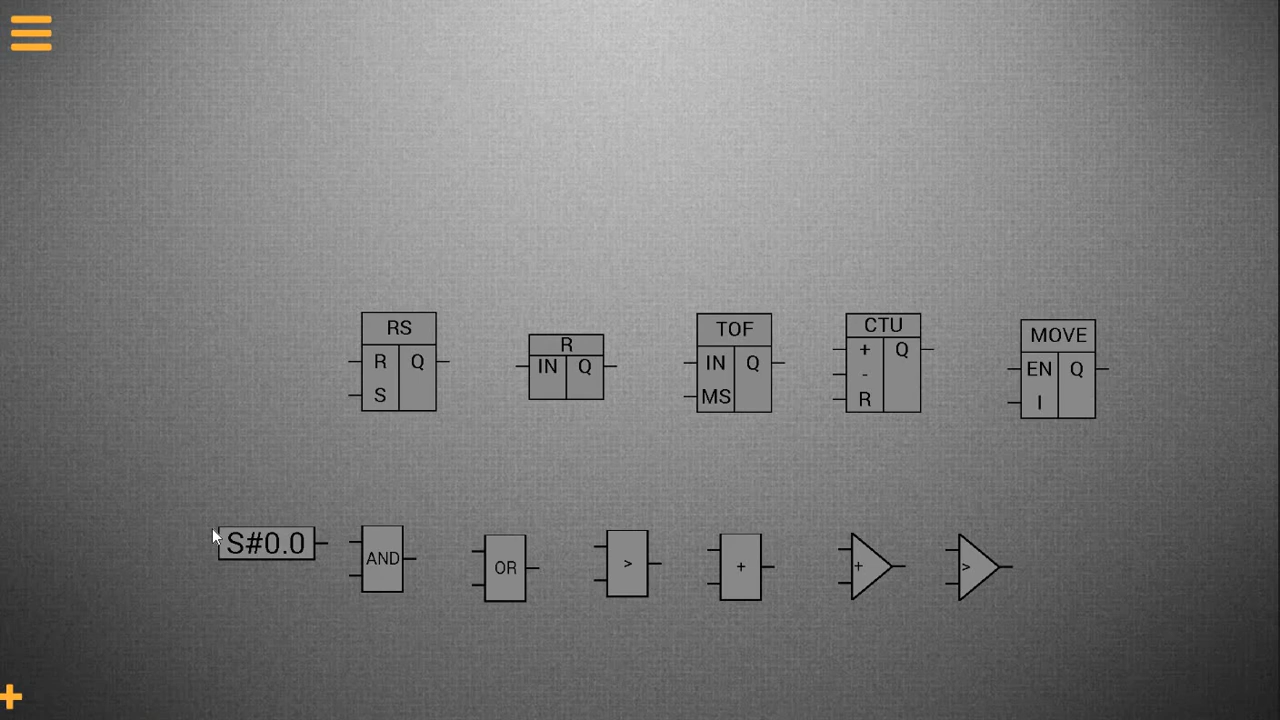 RS
R Q
S
R
IN Q
TOF
IN Q
MS
CTU
+ Q
-
R
MOVE
EN Q
I
S#0.0
AND
OR
>
+
+
>